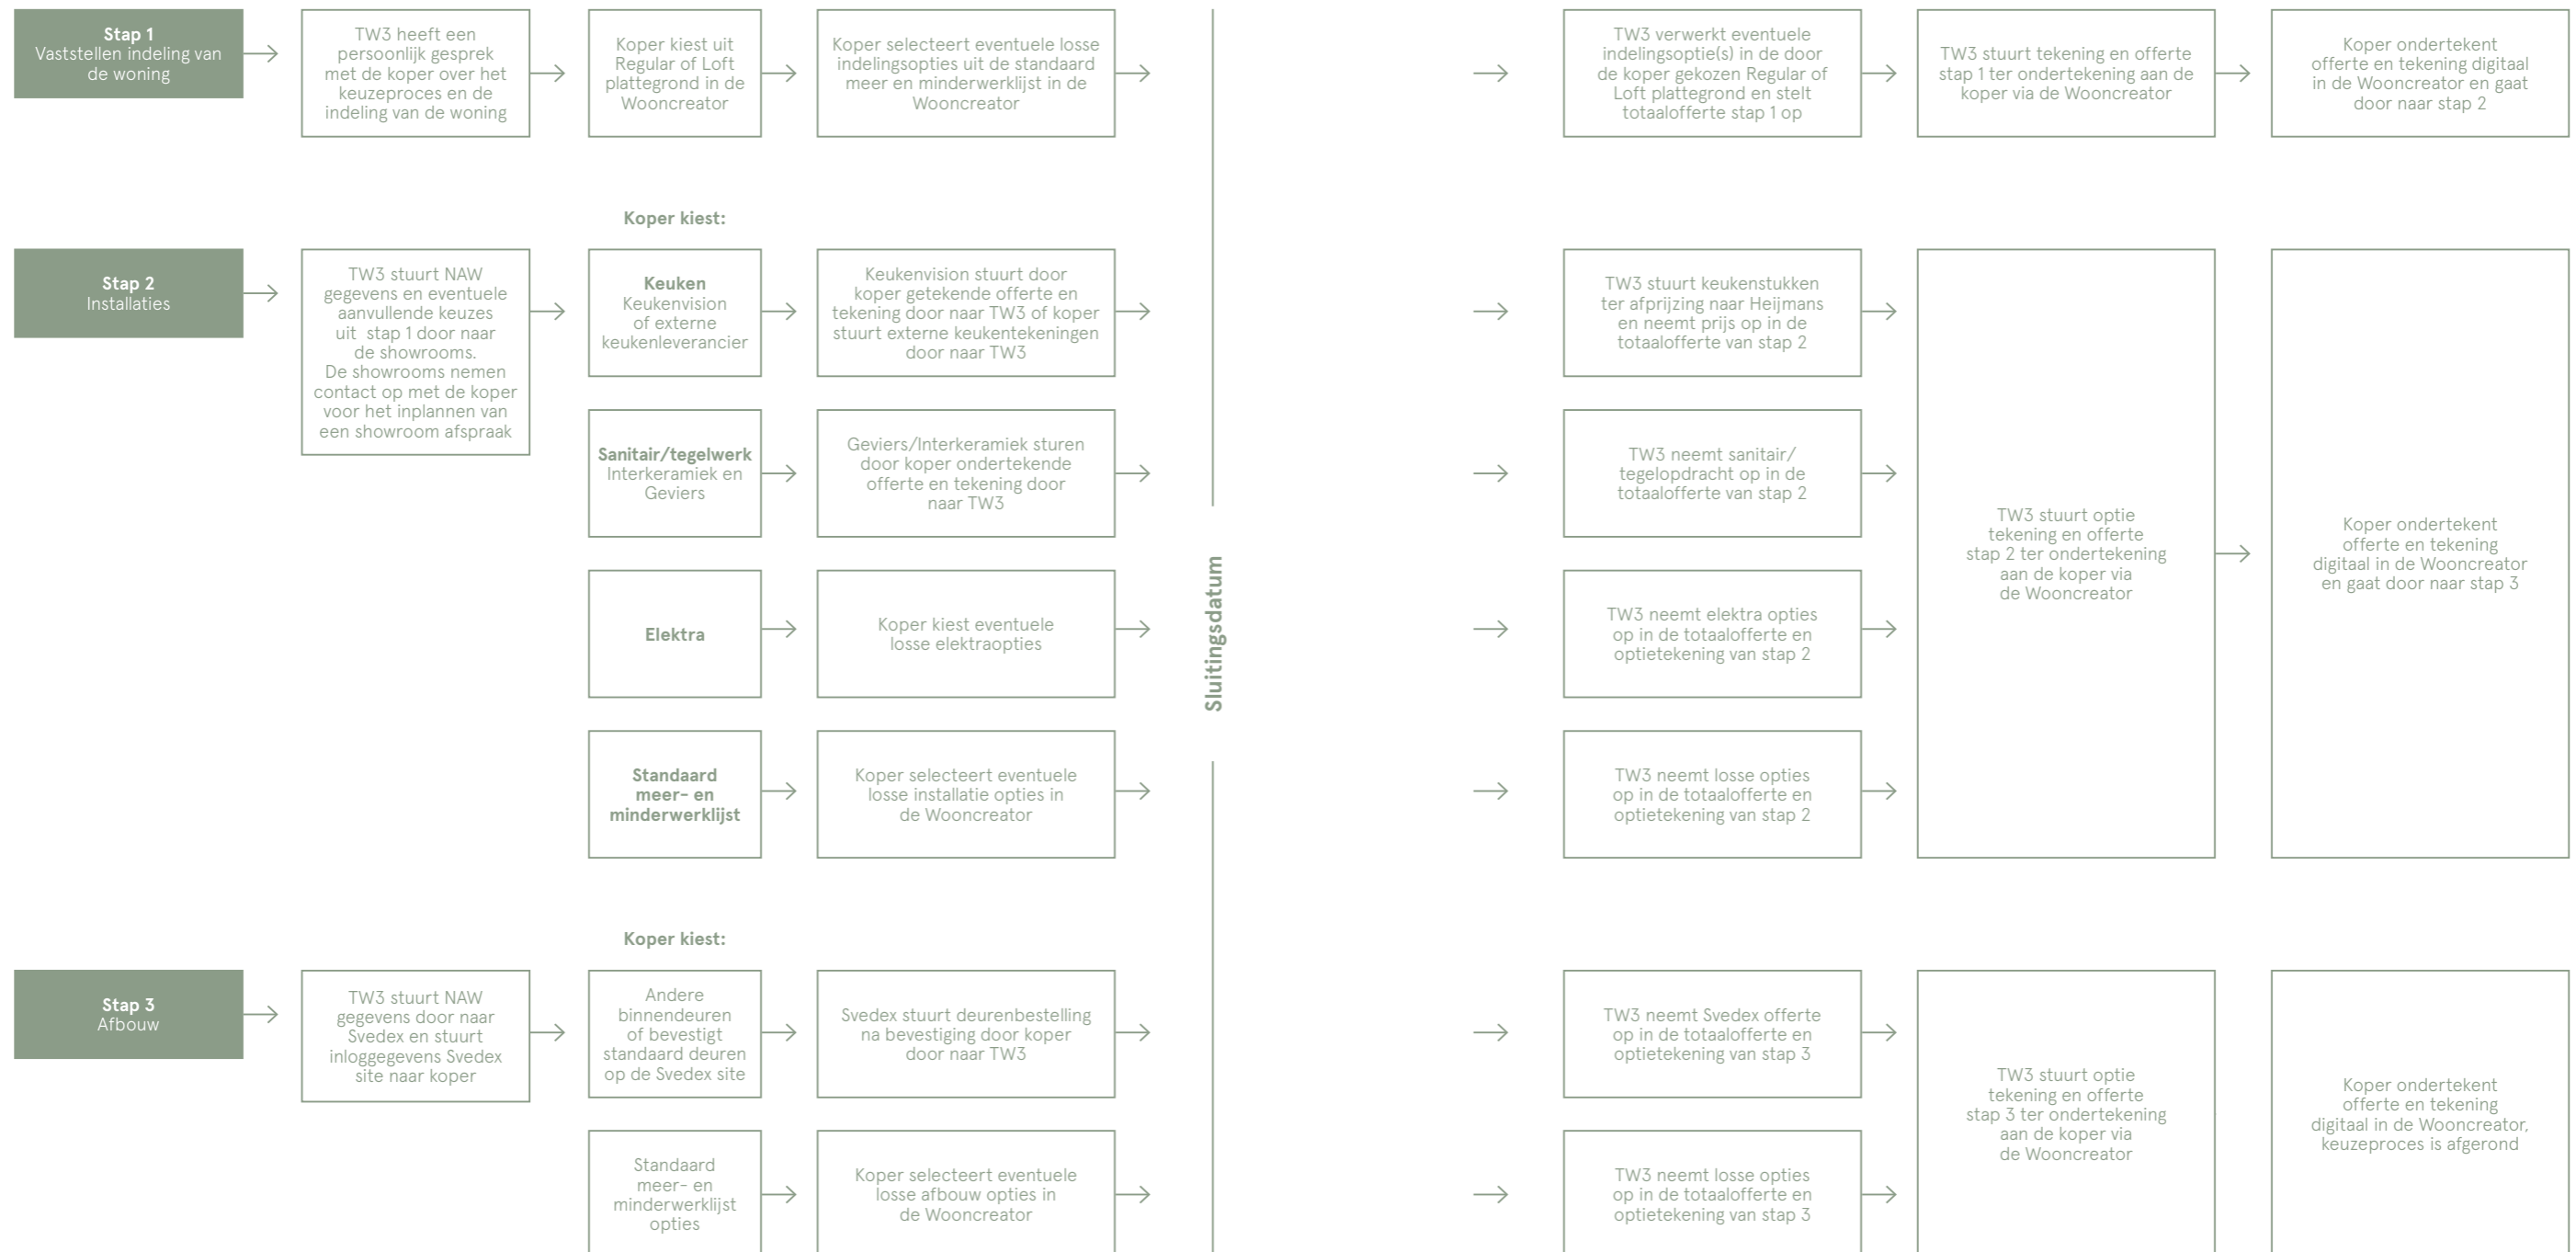 Stap 1
Vaststellen indeling van
de woning
TW3 heeft een
persoonlijk gesprek
met de koper over het
keuzeproces en de
indeling van de woning
Koper kiest uit
Regular of Loft
plattegrond in de
Wooncreator
Koper selecteert eventuele losse
indelingsopties uit de standaard
meer en minderwerklijst in de
Wooncreator
TW3 verwerkt eventuele
indelingsoptie(s) in de door
de koper gekozen Regular of
Loft plattegrond en stelt
totaalofferte stap 1 op
TW3 stuurt tekening en offerte
stap 1 ter ondertekening aan de
koper via de Wooncreator
Koper ondertekent
offerte en tekening digitaal
in de Wooncreator en gaat
door naar stap 2
Koper kiest:
Stap 2
Installaties
TW3 stuurt NAW
gegevens en eventuele
aanvullende keuzes
uit stap 1 door naar
de showrooms.
De showrooms nemen
contact op met de koper
voor het inplannen van
een showroom afspraak
Keuken
Keukenvision
of externe
keukenleverancier
Keukenvision stuurt door
koper getekende offerte en
tekening door naar TW3 of koper
stuurt externe keukentekeningen
door naar TW3
TW3 stuurt keukenstukken
ter afprijzing naar Heijmans
en neemt prijs op in de
totaalofferte van stap 2
Sanitair/tegelwerk
Interkeramiek en
Geviers
Geviers/Interkeramiek sturen
door koper ondertekende
offerte en tekening door
naar TW3
TW3 neemt sanitair/
tegelopdracht op in de
totaalofferte van stap 2
Elektra
Koper kiest eventuele
losse elektraopties
TW3 neemt elektra opties
op in de totaalofferte en
optietekening van stap 2
Standaard
meer- en
minderwerklijst
Koper selecteert eventuele
losse installatie opties in
de Wooncreator
TW3 neemt losse opties
op in de totaalofferte en
optietekening van stap 2
TW3 stuurt optie
tekening en offerte
stap 2 ter ondertekening
aan de koper via
de Wooncreator
Koper ondertekent
offerte en tekening
digitaal in de Wooncreator
en gaat door naar stap 3
Sluitingsdatum
Koper kiest:
Stap 3
Afbouw
TW3 stuurt NAW
gegevens door naar
Svedex en stuurt
inloggegevens Svedex
site naar koper
Andere
binnendeuren
of bevestigt
standaard deuren
op de Svedex site
Svedex stuurt deurenbestelling
na bevestiging door koper
door naar TW3
TW3 neemt Svedex offerte
op in de totaalofferte en
optietekening van stap 3
Standaard
meer- en
minderwerklijst
opties
Koper selecteert eventuele
losse afbouw opties in
de Wooncreator
TW3 neemt losse opties
op in de totaalofferte en
optietekening van stap 3
TW3 stuurt optie
tekening en offerte
stap 3 ter ondertekening
aan de koper via
de Wooncreator
Koper ondertekent
offerte en tekening
digitaal in de Wooncreator,
keuzeproces is afgerond